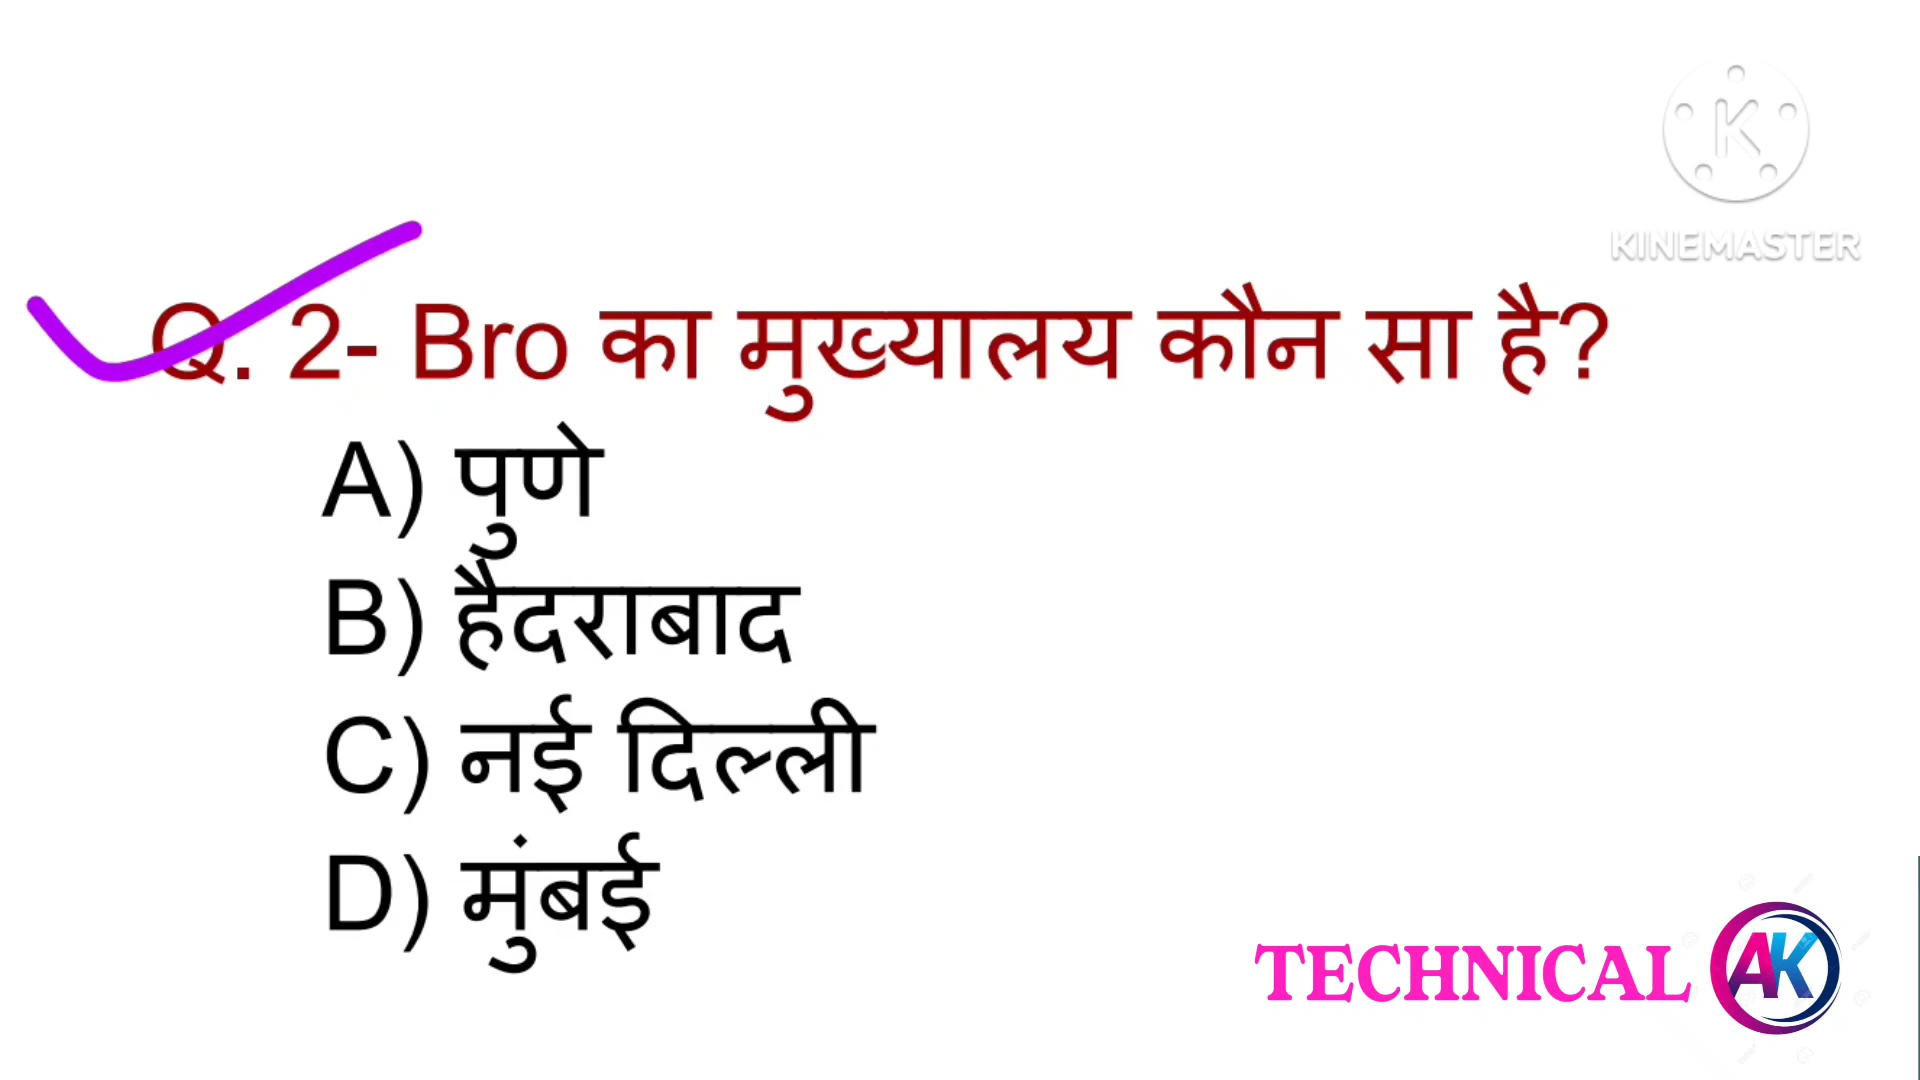 KINEMASTER
Q. 2- Bro का मुख्यालय कौन सा है?
A) पुणे
B) हैदराबाद
C) नई दिल्ली
D) मुंबई
TECHNICAL AK